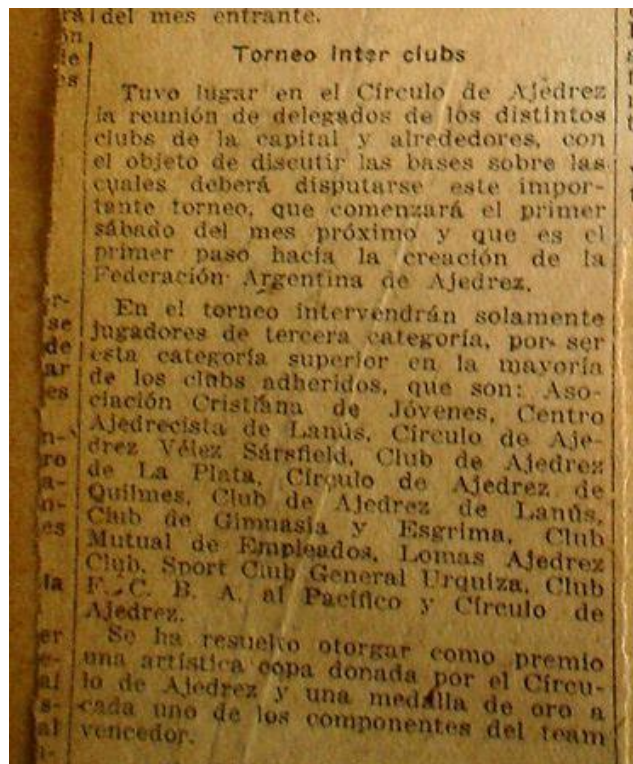 del mes entrante.
Torneo Inter clubs
Tuvo lugar en el Círculo de Ajedrez
la reunión de delegados de los distintos
clubs de la capital y alrededores, con
el objeto de discutir las bases sobre las
cuales deberá disputarse este impor-
tante torneo, que comenzará el primer
sábado del mes próximo y que es el
primer paso hacia la creación de la
Federación Argentina de Ajedrez.
En el torneo intervendrán solamente
jugadores de tercera categoría, por ser
esta categoría superior en la mayoría
de los clubs adheridos, que son: Aso-
ciación Cristiana de Jóvenes, Centro
Ajedrecista de Lanús, Círculo de Aje-
drez Vélez Sársfield, Club de Ajedrez
de La Plata, Círculo de Ajedrez de
Quilmes, Club de Ajedrez de Lanús,
Club de Gimnasia y Esgrima, Club
Mutual de Empleados, Lomas Ajedrez
Club, Sport Club General Urquiza, Club
F. C. B. A. al Pacífico y Círculo de
Ajedrez.
Se ha resuelto otorgar como premio
una artística copa donada por el Círcu-
lo de Ajedrez y una medalla de oro a
cada uno de los componentes del team
vencedor.